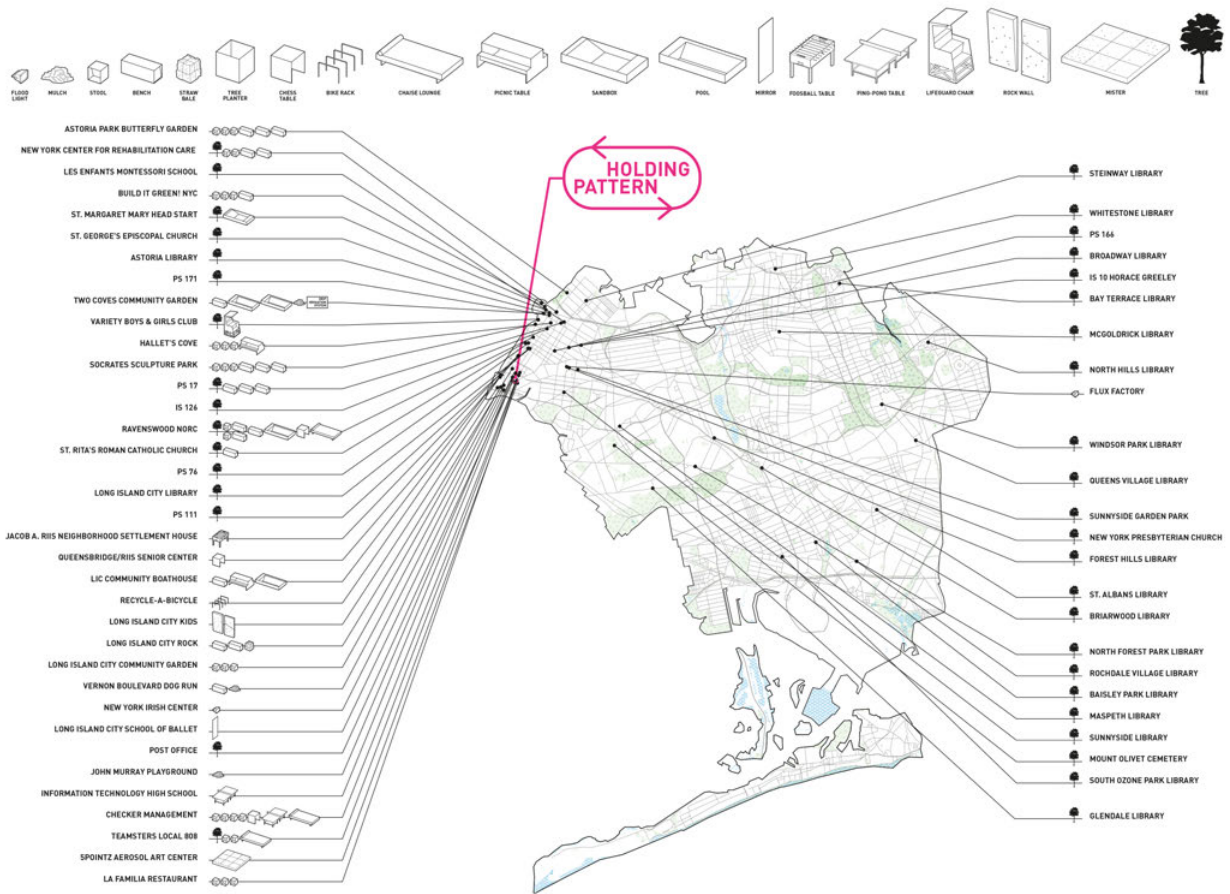 FLOOD
LIGHT
MULCH
STOOL
BENCH
STRAW
BALE
TREE
PLANTER
CHESS
TABLE
BIKE RACK
CHAISE LOUNGE
PICNIC TABLE
SANDBOX
POOL
MIRROR
FOOSBALL TABLE
PING-PONG TABLE
LIFEGUARD CHAIR
ROCK WALL
MISTER
TREE
HOLDING
PATTERN
ASTORIA PARK BUTTERFLY GARDEN
NEW YORK CENTER FOR REHABILITATION CARE
LES ENFANTS MONTESSORI SCHOOL
BUILD IT GREEN! NYC
ST. MARGARET MARY HEAD START
ST. GEORGE'S EPISCOPAL CHURCH
ASTORIA LIBRARY
PS 171
TWO COVES COMMUNITY GARDEN
VARIETY BOYS & GIRLS CLUB
HALLET'S COVE
SOCRATES SCULPTURE PARK
PS 17
IS 126
RAVENSWOOD NORC
ST. RITA'S ROMAN CATHOLIC CHURCH
PS 76
LONG ISLAND CITY LIBRARY
PS 111
JACOB A. RIIS NEIGHBORHOOD SETTLEMENT HOUSE
QUEENSBRIDGE/RIIS SENIOR CENTER
LIC COMMUNITY BOATHOUSE
RECYCLE-A-BICYCLE
LONG ISLAND CITY KIDS
LONG ISLAND CITY ROCK
LONG ISLAND CITY COMMUNITY GARDEN
VERNON BOULEVARD DOG RUN
NEW YORK IRISH CENTER
LONG ISLAND CITY SCHOOL OF BALLET
POST OFFICE
JOHN MURRAY PLAYGROUND
INFORMATION TECHNOLOGY HIGH SCHOOL
CHECKER MANAGEMENT
TEAMSTERS LOCAL 808
5POINTZ AEROSOL ART CENTER
LA FAMILIA RESTAURANT
STEINWAY LIBRARY
WHITESTONE LIBRARY
PS 166
BROADWAY LIBRARY
IS 10 HORACE GREELEY
BAY TERRACE LIBRARY
MCGOLDRICK LIBRARY
NORTH HILLS LIBRARY
FLUX FACTORY
WINDSOR PARK LIBRARY
QUEENS VILLAGE LIBRARY
SUNNYSIDE GARDEN PARK
NEW YORK PRESBYTERIAN CHURCH
FOREST HILLS LIBRARY
ST. ALBANS LIBRARY
BRIARWOOD LIBRARY
NORTH FOREST PARK LIBRARY
ROCHDALE VILLAGE LIBRARY
BAISLEY PARK LIBRARY
MASPETH LIBRARY
SUNNYSIDE LIBRARY
MOUNT OLIVET CEMETERY
SOUTH OZONE PARK LIBRARY
GLENDALE LIBRARY